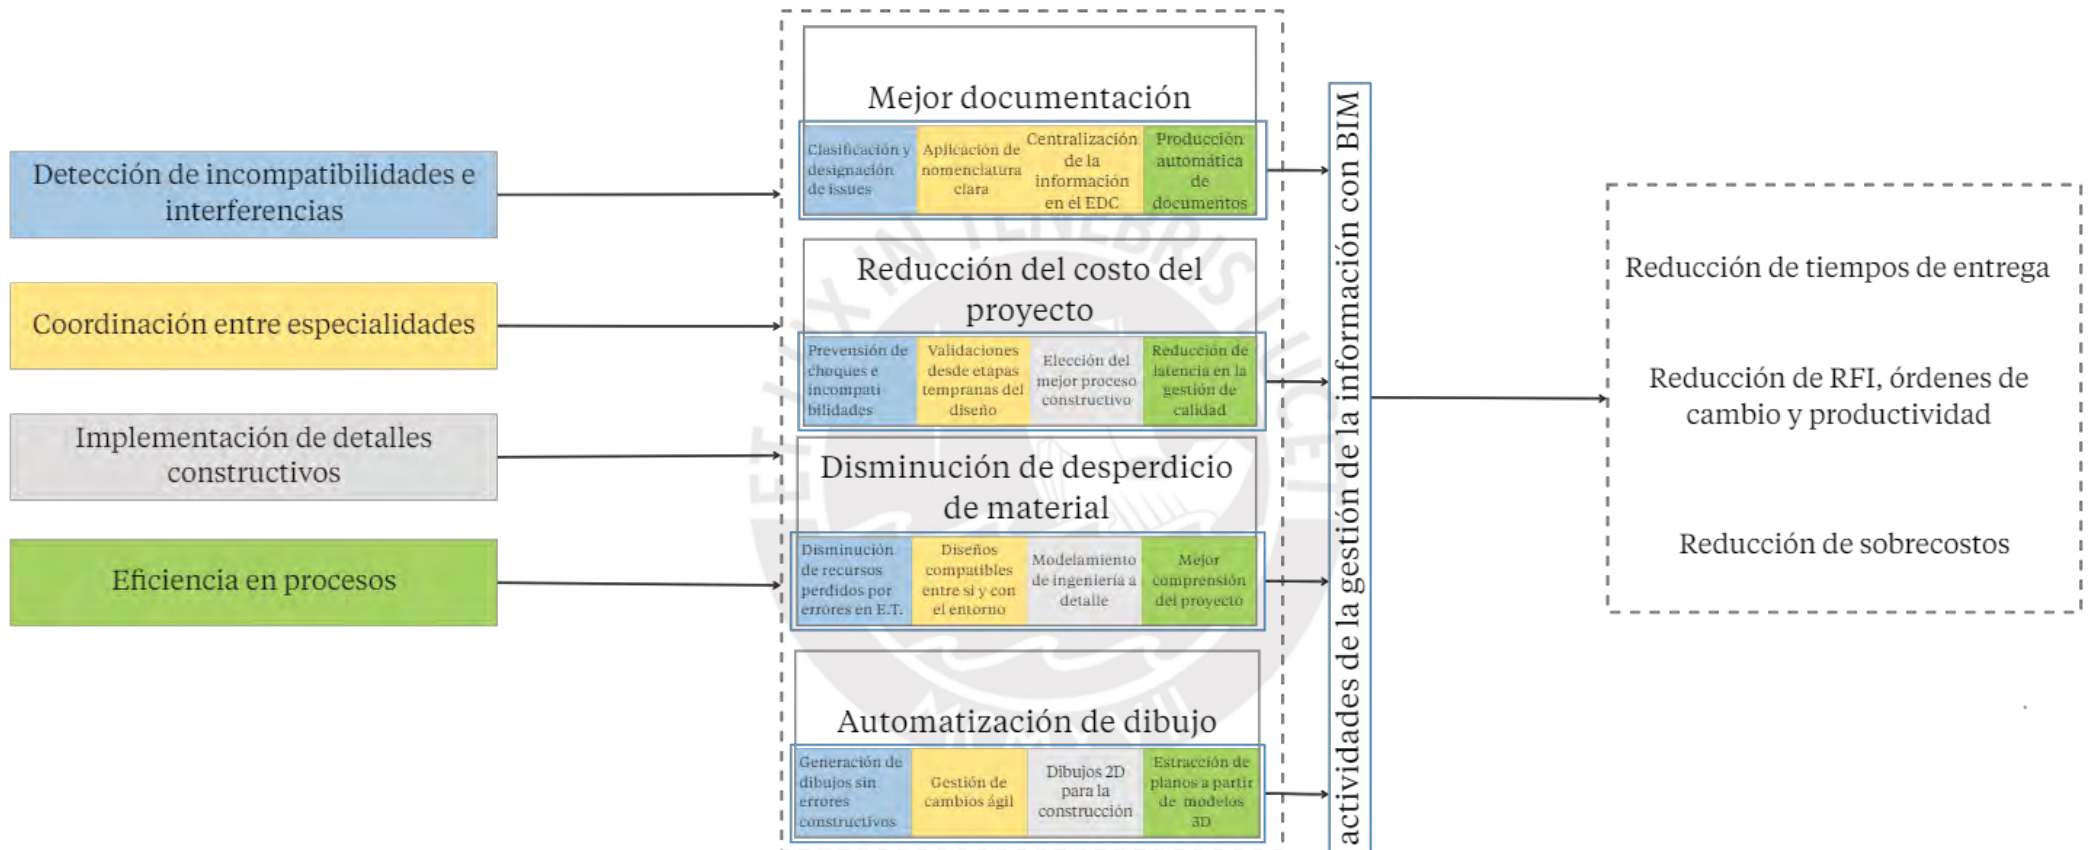 Detección de incompatibilidades e
interferencias
Coordinación entre especialidades
Implementación de detalles
constructivos
Eficiencia en procesos
Mejor documentación
Clasificación y
designación
de issues
Aplicación de
nomenclatura
clara
Centralización
de la
información
en el EDC
Producción
automática
de
documentos
Reducción del costo del
proyecto
Prevensión de
choques e
incompati
bilidades
Validaciones
desde etapas
tempranas del
diseño
Elección del
mejor proceso
constructivo
Reducción de
latencia en la
gestión de
calidad
Disminución de desperdicio
de material
Disminución
de recursos
perdidos por
errores en E.T.
Diseños
compatibles
entre si y con
el entorno
Modelamiento
de ingeniería a
detalle
Mejor
comprensión
del proyecto
Automatización de dibujo
Generación de
dibujos sin
errores
constructivos
Gestión de
cambios ágil
Dibujos 2D
para la
construcción
Estracción de
planos a partir
de modelos
3D
actividades de la gestión de la información con BIM
Reducción de tiempos de entrega
Reducción de RFI, órdenes de
cambio y productividad
Reducción de sobrecostos
ET LUX IN TENEBRIS LUCET